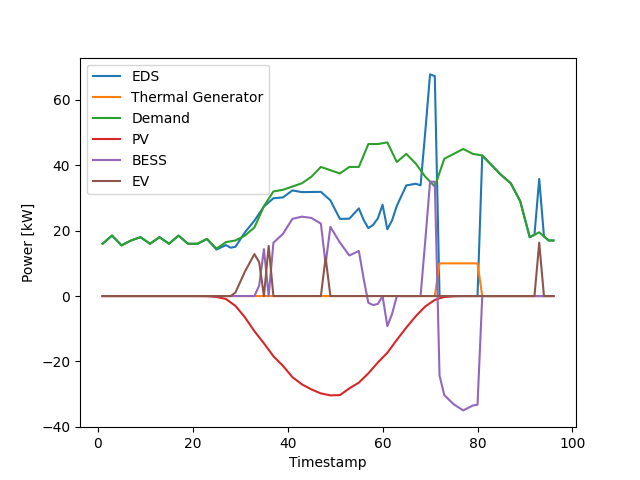 EDS
Thermal Generator
Demand
PV
BESS
EV
Power [kW]
60
40
20
0
−20
−40
0 20 40 60 80 100
Timestamp